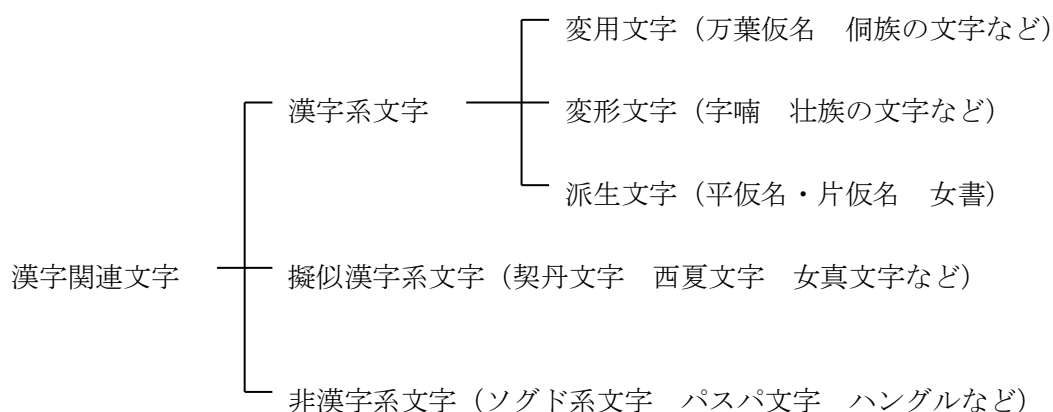 変用文字（万葉仮名　侗族の文字など）
漢字系文字　変形文字（字喃　壮族の文字など）
派生文字（平仮名・片仮名　女書）
漢字関連文字　擬似漢字系文字（契丹文字　西夏文字　女真文字など）
非漢字系文字（ソグド系文字　パスパ文字　ハングルなど）